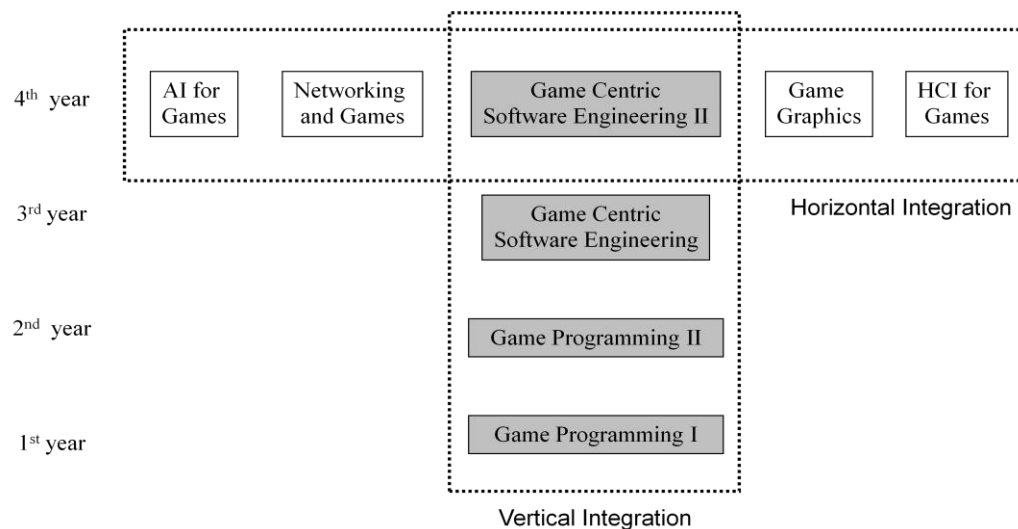 4th year
AI for
Games
Networking
and Games
Game Centric
Software Engineering II
Game
Graphics
HCI for
Games
3rd year
Game Centric
Software Engineering
Horizontal Integration
2nd year
Game Programming II
1st year
Game Programming I
Vertical Integration